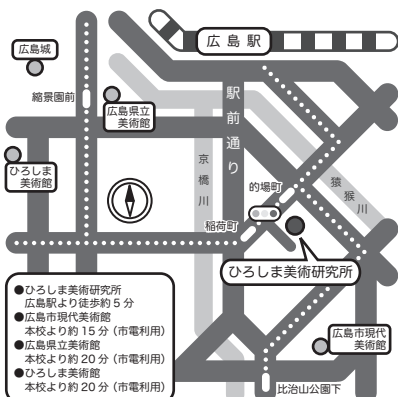 広島駅
広島城
縮景園前
広島県立
美術館
駅前通り
ひろしま
美術館
京橋川
的場町
猿猴川
稲荷町
ひろしま美術研究所
●ひろしま美術研究所
広島駅より徒歩約5分
●広島市現代美術館
本校より約15分(市電利用)
●広島県立美術館
本校より約20分(市電利用)
●ひろしま美術館
本校より約20分(市電利用)
広島市現代
美術館
比治山公園下